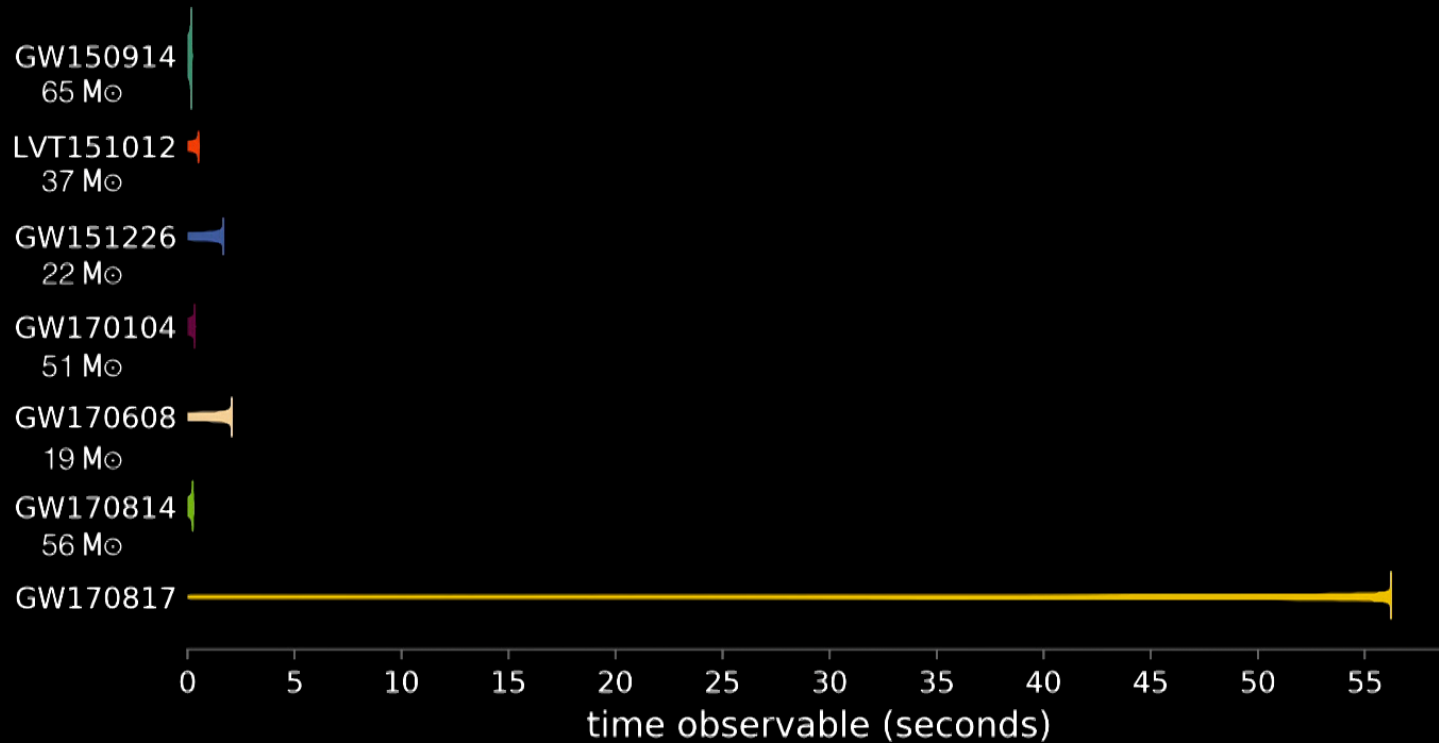 GW150914
65 M☉
LVT151012
37 M☉
GW151226
22 M☉
GW170104
51 M☉
GW170608
19 M☉
GW170814
56 M☉
GW170817
0 5 10 15 20 25 30 35 40 45 50 55
time observable (seconds)